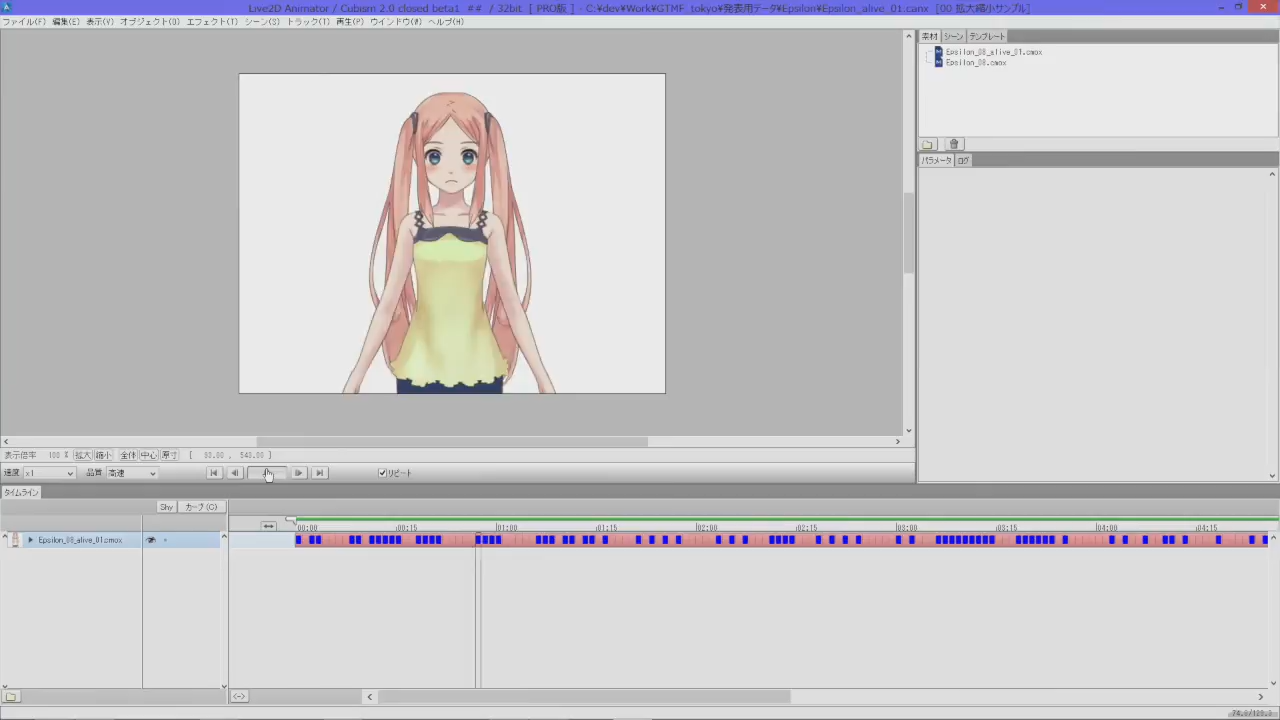 Live2D Animator / Cubism 2.0 closed beta1 ## / 32bit [ PRO版 ] - C:¥dev¥Work¥GTMF_tokyo¥発表用データ¥Epsilon¥Epsilon_alive_01.canx [00 拡大縮小サンプル]
ファイル(F) 編集(E) 表示(V) オブジェクト(O) エフェクト(T) シーン(S) トラック(T) 再生(P) ウインドウ(W) ヘルプ(H)
素材 シーン テンプレート
Epsilon_08_alive_01.cmox
Epsilon_08.cmox
パラメータ ログ
表示倍率 100 % 拡大 縮小 全体 中心 原寸 [ 33.00 , 543.00 ]
速度 x1 品質 高速 リピート
タイムライン
Shy カーブ(C)
00:00 00:15 01:00 01:15 02:00 02:15 03:00 03:15 04:00 04:15
Epsilon_08_alive_01.cmox